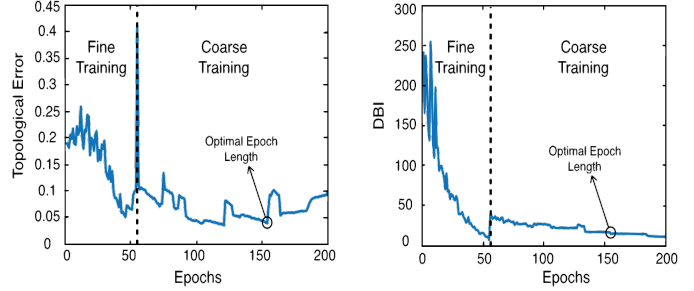 0.45
0.4
0.35
0.3
0.25
0.2
0.15
0.1
0.05
0
Topological Error
Fine
Training
Coarse
Training
Optimal Epoch
Length
0 50 100 150 200
Epochs
300
250
200
150
100
50
0
DBI
Fine
Training
Coarse
Training
Optimal Epoch
Length
0 50 100 150 200
Epochs